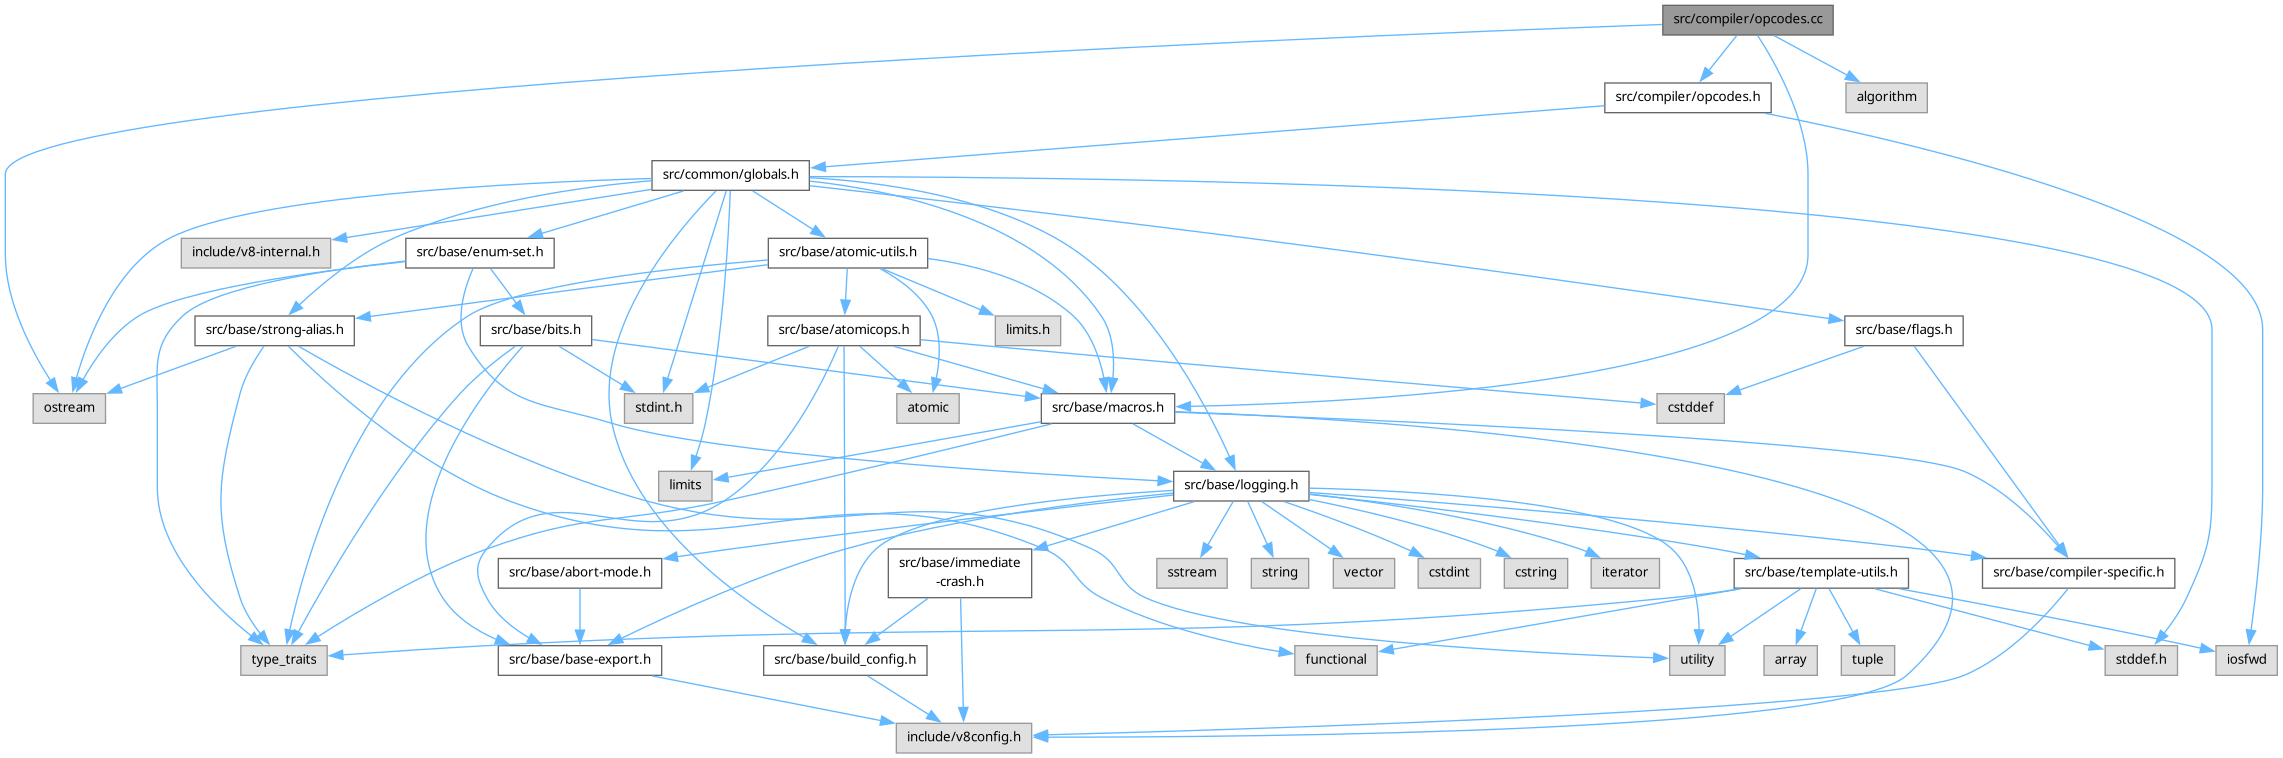 src/compiler/opcodes.cc
src/compiler/opcodes.h
algorithm
src/common/globals.h
include/v8-internal.h
src/base/enum-set.h
src/base/atomic-utils.h
src/base/strong-alias.h
src/base/bits.h
src/base/atomicops.h
limits.h
src/base/flags.h
ostream
stdint.h
atomic
src/base/macros.h
cstddef
limits
src/base/logging.h
src/base/abort-mode.h
src/base/immediate
-crash.h
sstream
string
vector
cstdint
cstring
iterator
src/base/template-utils.h
src/base/compiler-specific.h
type_traits
src/base/base-export.h
src/base/build_config.h
functional
utility
array
tuple
stddef.h
iosfwd
include/v8config.h